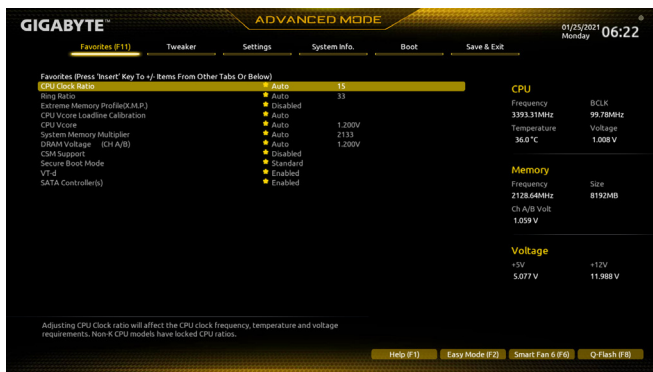 GIGABYTE™
ADVANCED MODE
01/25/2021 Monday 06:22
Favorites (F11) Tweaker Settings System Info. Boot Save & Exit
Favorites (Press 'Insert' Key To +/- Items From Other Tabs Or Below)
CPU Clock Ratio Auto 15
Ring Ratio Auto 33
Extreme Memory Profile(X.M.P.) Disabled
CPU Vcore Loadline Calibration Auto
CPU Vcore Auto 1.200V
System Memory Multiplier Auto 2133
DRAM Voltage (CH A/B) Auto 1.200V
CSM Support Disabled
Secure Boot Mode Standard
VT-d Enabled
SATA Controller(s) Enabled
CPU
Frequency BCLK
3393.31MHz 99.78MHz
Temperature Voltage
36.0 °C 1.008 V
Memory
Frequency Size
2128.64MHz 8192MB
Ch A/B Volt
1.059 V
Voltage
+5V +12V
5.077 V 11.988 V
Adjusting CPU Clock ratio will affect the CPU clock frequency, temperature and voltage
requirements. Non-K CPU models have locked CPU ratios.
Help (F1) Easy Mode (F2) Smart Fan 6 (F6) Q-Flash (F8)